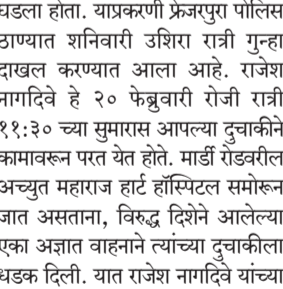 घडला होता. याप्रकरणी फ्रेजरपुरा पोलिस
ठाण्यात शनिवारी उशिरा रात्री गुन्हा
दाखल करण्यात आला आहे. राजेश
नागदिवे हे २० फेब्रुवारी रोजी रात्री
११:३० च्या सुमारास आपल्या दुचाकीने
कामावरून परत येत होते. मार्डी रोडवरील
अच्युत महाराज हार्ट हॉस्पिटल समोरून
जात असताना, विरुद्ध दिशेने आलेल्या
एका अज्ञात वाहनाने त्यांच्या दुचाकीला
धडक दिली. यात राजेश नागदिवे यांच्या